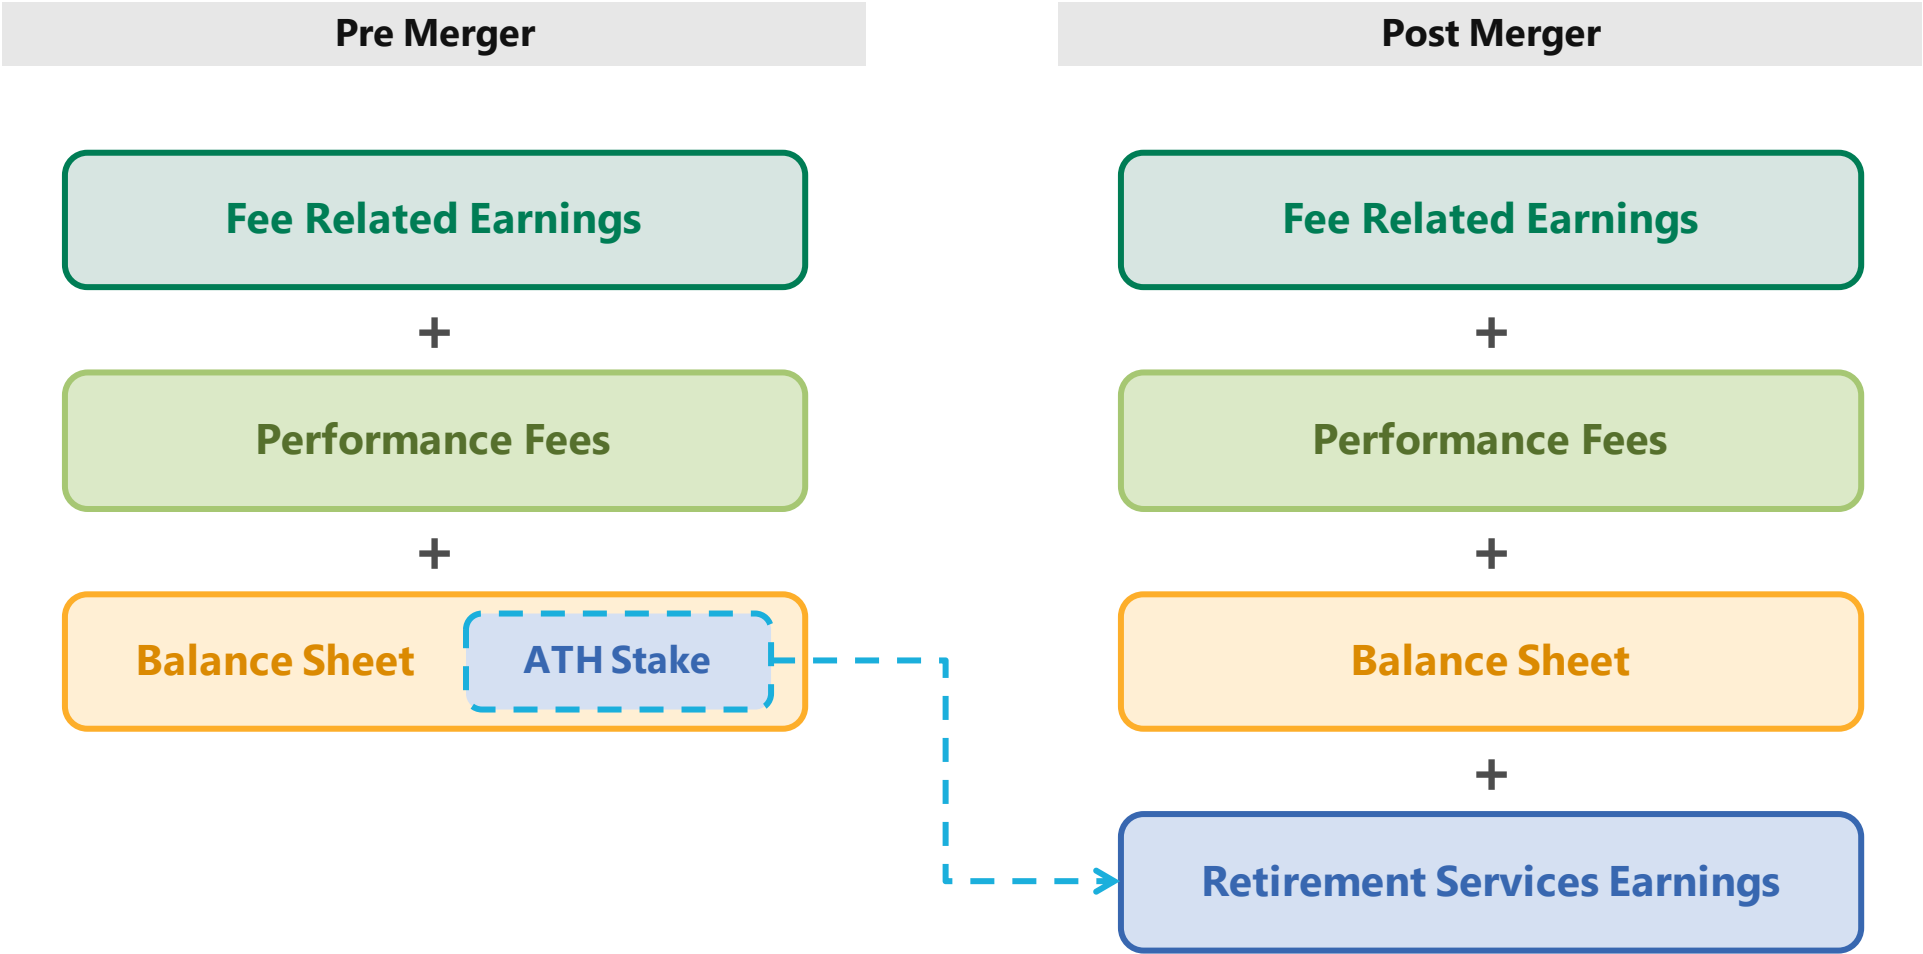 Pre Merger
Fee Related Earnings
+
Performance Fees
+
Balance Sheet
ATH Stake
Post Merger
Fee Related Earnings
+
Performance Fees
+
Balance Sheet
+
Retirement Services Earnings